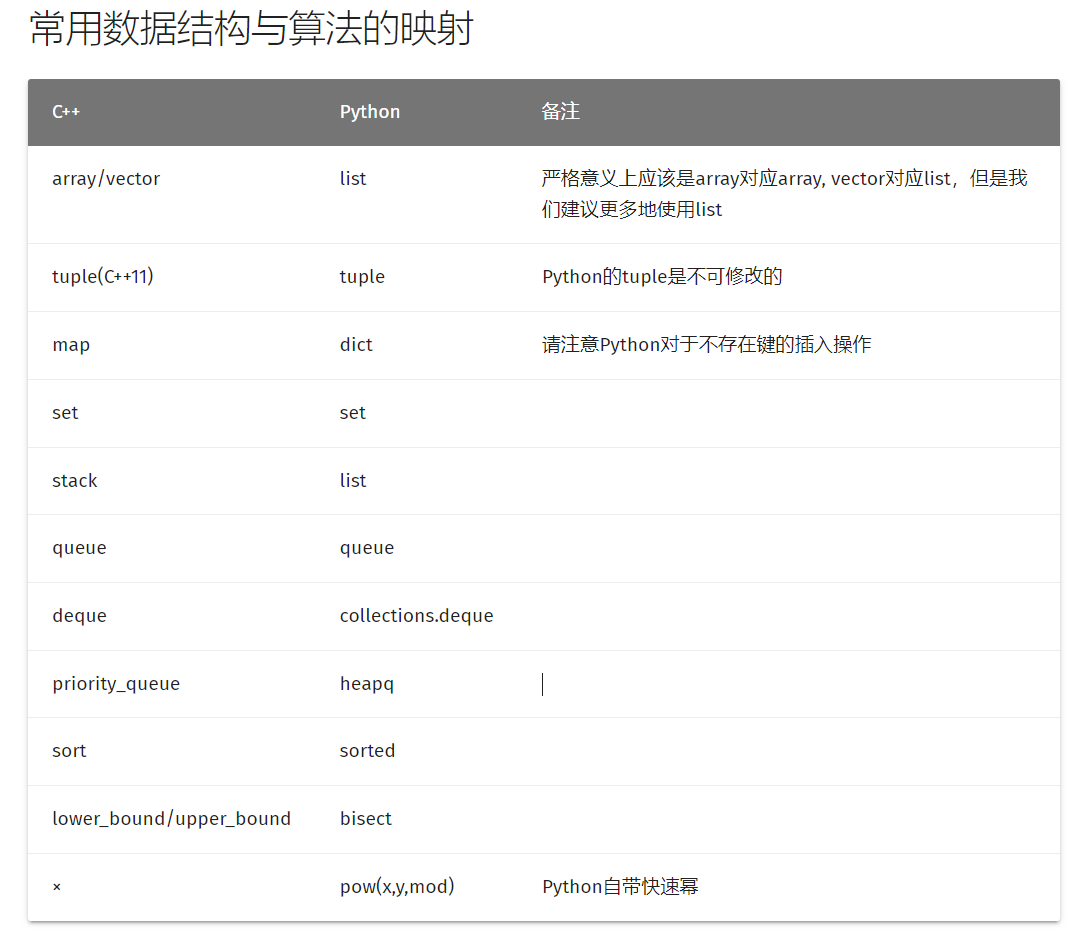 常用数据结构与算法的映射
C++ Python 备注
array/vector list 严格意义上应该是array对应array, vector对应list，但是我
们建议更多地使用list
tuple(C++11) tuple Python的tuple是不可修改的
map dict 请注意Python对于不存在键的插入操作
set set
stack list
queue queue
deque collections.deque
priority_queue heapq
sort sorted
lower_bound/upper_bound bisect
× pow(x,y,mod) Python自带快速幂